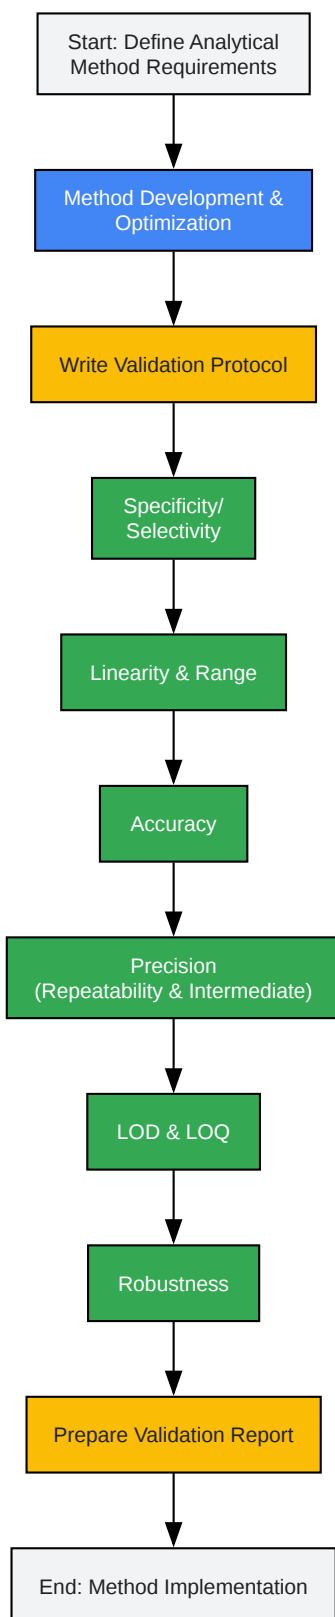 Start: Define Analytical
Method Requirements
Method Development &
Optimization
Write Validation Protocol
Specificity/
Selectivity
Linearity & Range
Accuracy
Precision
(Repeatability & Intermediate)
LOD & LOQ
Robustness
Prepare Validation Report
End: Method Implementation